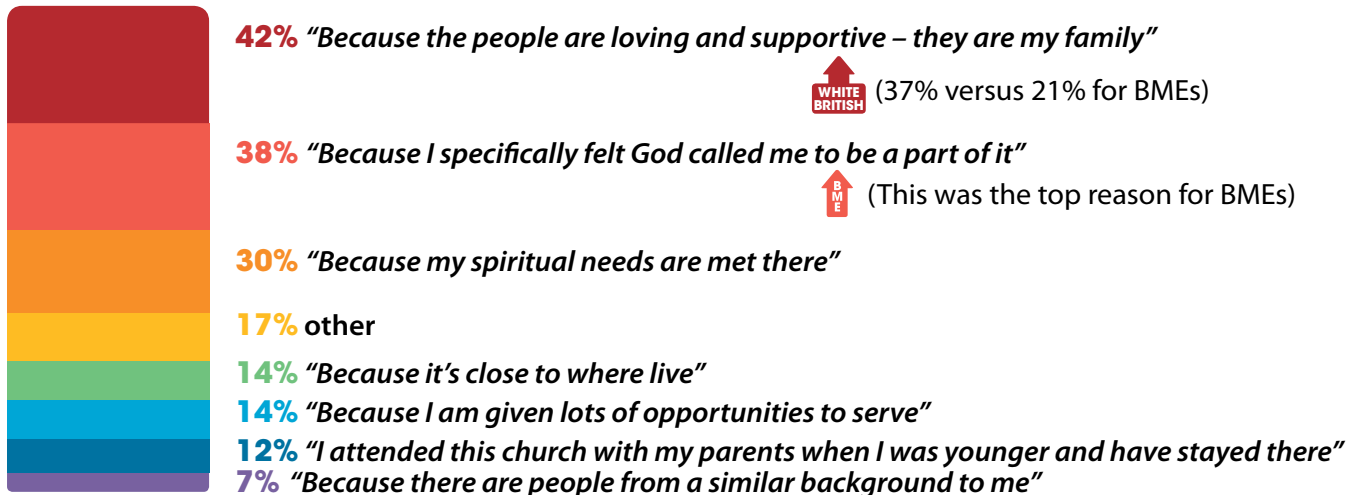 42% “Because the people are loving and supportive – they are my family”
WHITE
BRITISH
(37% versus 21% for BMEs)
38% “Because I specifically felt God called me to be a part of it”
B
M
E
(This was the top reason for BMEs)
30% “Because my spiritual needs are met there”
17% other
14% “Because it’s close to where live”
14% “Because I am given lots of opportunities to serve”
12% “I attended this church with my parents when I was younger and have stayed there”
7% “Because there are people from a similar background to me”